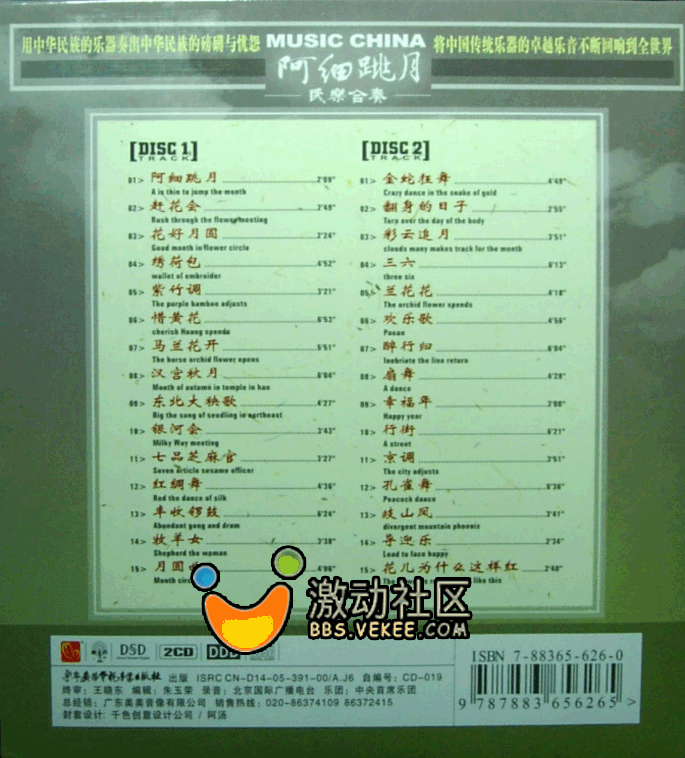 用中华民族的乐器奏出中华民族的磅礴与忧怨 MUSIC CHINA 将中国传统乐器的卓越乐音不断回响到全世界
阿细跳月
民樂合奏
[DISC 1]
TRACK
01> 阿细跳月 2'09"
A is thin to jump the month
02> 赶花会 2'49"
Rush through the flower meeting
03> 花好月圆 2'24"
Good month in flower circle
04> 绣荷包 4'52"
wallet of embroider
05> 紫竹调 3'21"
The purple bamboo adjusts
06> 惜黄花 6'53"
cherish Huang spends
07> 马兰花开 5'51"
The horse orchid flower opens
08> 汉宫秋月 6'04"
Month of autumn in temple in han
09> 东北大秧歌 4'27"
Big the song of seedling in northeast
10> 银河会 3'43"
Milky Way meeting
11> 七品芝麻官 3'27"
Seven article sesame officer
12> 红绸舞 4'36"
Red the dance of silk
13> 丰收锣鼓 6'24"
Abundant gong and drum
14> 牧羊女 3'38"
Shepherd the woman
15> 月圆 4'06"
Month circ
[DISC 2]
TRACK
01> 金蛇狂舞 4'49"
Crazy dance in the snake of gold
02> 翻身的日子 2'55"
Turn over the day of the body
03> 彩云追月 3'51"
clouds many makes track for the month
04> 三六 6'13"
three six
05> 兰花花 4'18"
The orchid flower spends
06> 欢乐歌 4'56"
Paean
07> 醉行归 6'04"
Inebriate the line return
08> 扇舞 4'28"
A dance
09> 幸福年 3'00"
Happy year
10> 行街 6'21"
A street
11> 京调 3'51"
The city adjusts
12> 孔雀舞 6'36"
Peacock dance
13> 歧山凤 3'41"
divergent mountain phoenix
14> 导迎乐 2'34"
Lead to face happy
15> 花儿为什么这样红 2'48"
like this
激动社区
BBS.VEKEE.COM
DSD 2CD DDD
出版 ISRC CN-D14-05-391-00/A.J6 自编号: CD-019
终审: 王晓东 编辑: 朱玉荣 录音: 北京国际广播电台 乐团: 中央首席乐团
总经销: 广东美美音像有限公司 销售热线: 020-86374109 86372415
封套设计: 千色创意设计公司 / 阿汤
ISBN 7-88365-626-0
9 787883 656265 >